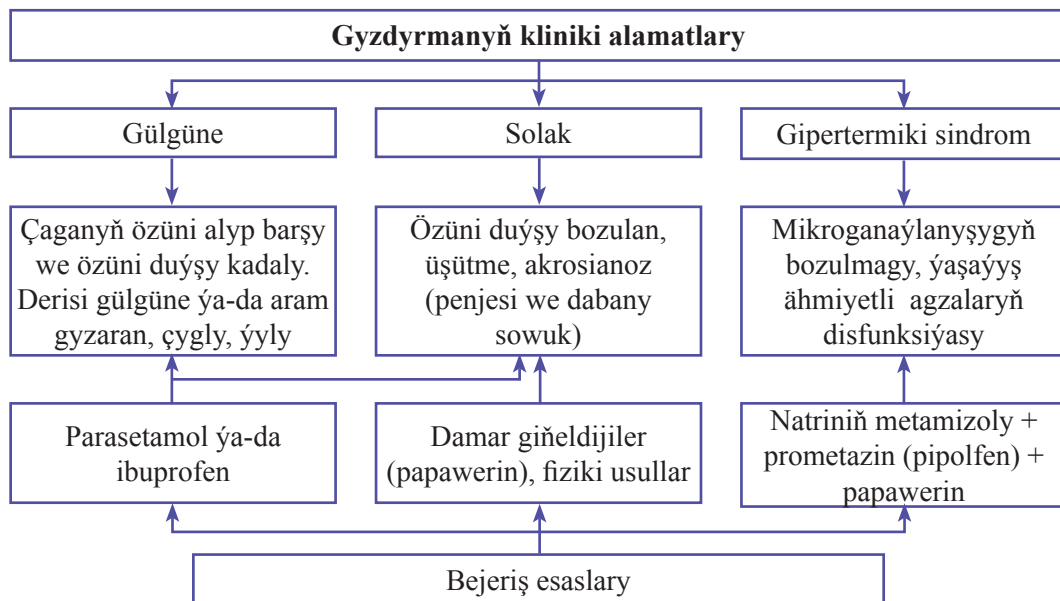 Gyzdyrmanyň kliniki alamatlary
Gülgüne
Solak
Gipertermiki sindrom
Çaganyň özüni alyp barşy
we özüni duýşy kadaly.
Derisi gülgüne ýa-da aram
gyzaran, çygly, ýyly
Özüni duýşy bozulan,
üşütme, akrosianoz
(penjesi we dabany
sowuk)
Mikroganaýlanyşygyň
bozulmagy, ýaşaýyş
ähmiyetli agzalaryň
disfunksiýasy
Parasetamol ýa-da
ibuprofen
Damar giňeldijiler
(papawerin), fiziki usullar
Natriniň metamizoly +
prometazin (pipolfen) +
papawerin
Bejeriş esaslary